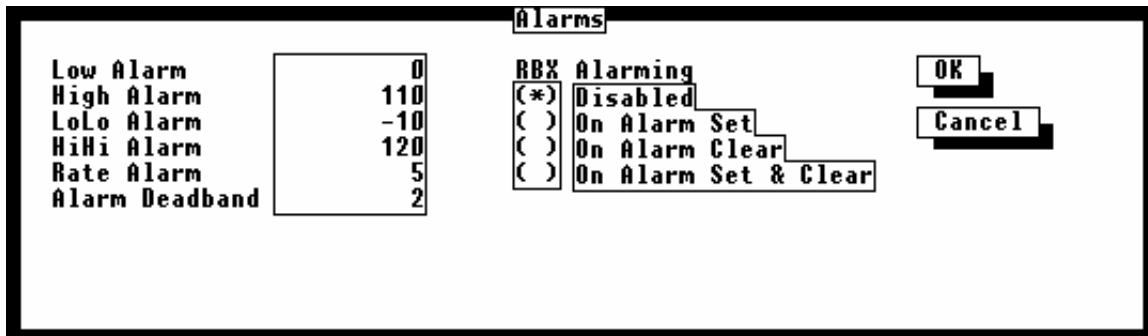 Alarms
Low Alarm 0
High Alarm 110
LoLo Alarm -10
HiHi Alarm 120
Rate Alarm 5
Alarm Deadband 2
RBX Alarming
(*) Disabled
( ) On Alarm Set
( ) On Alarm Clear
( ) On Alarm Set & Clear
OK
Cancel